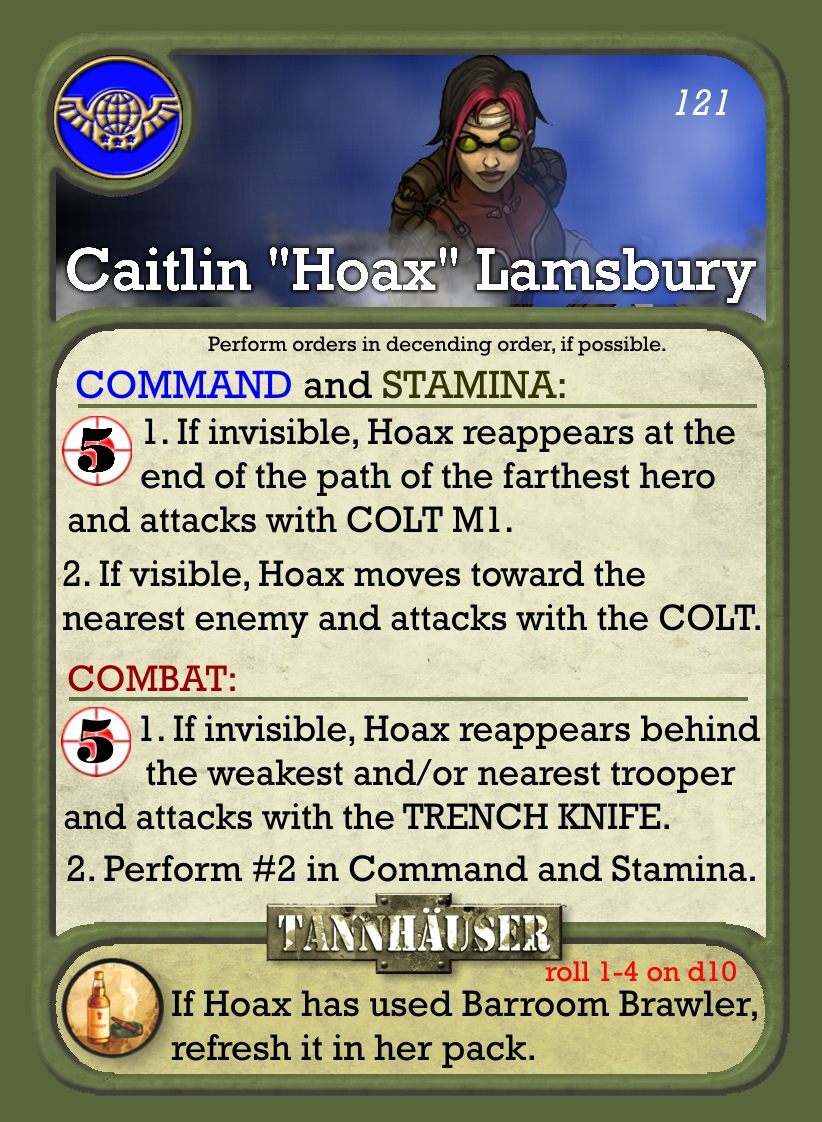 121
Caitlin "Hoax" Lamsbury
Perform orders in decending order, if possible.
COMMAND and STAMINA:
5 1. If invisible, Hoax reappears at the
end of the path of the farthest hero
and attacks with COLT M1.
2. If visible, Hoax moves toward the
nearest enemy and attacks with the COLT.
COMBAT:
5 1. If invisible, Hoax reappears behind
the weakest and/or nearest trooper
and attacks with the TRENCH KNIFE.
2. Perform #2 in Command and Stamina.
TANNHÄUSER
roll 1-4 on d10
If Hoax has used Barroom Brawler,
refresh it in her pack.